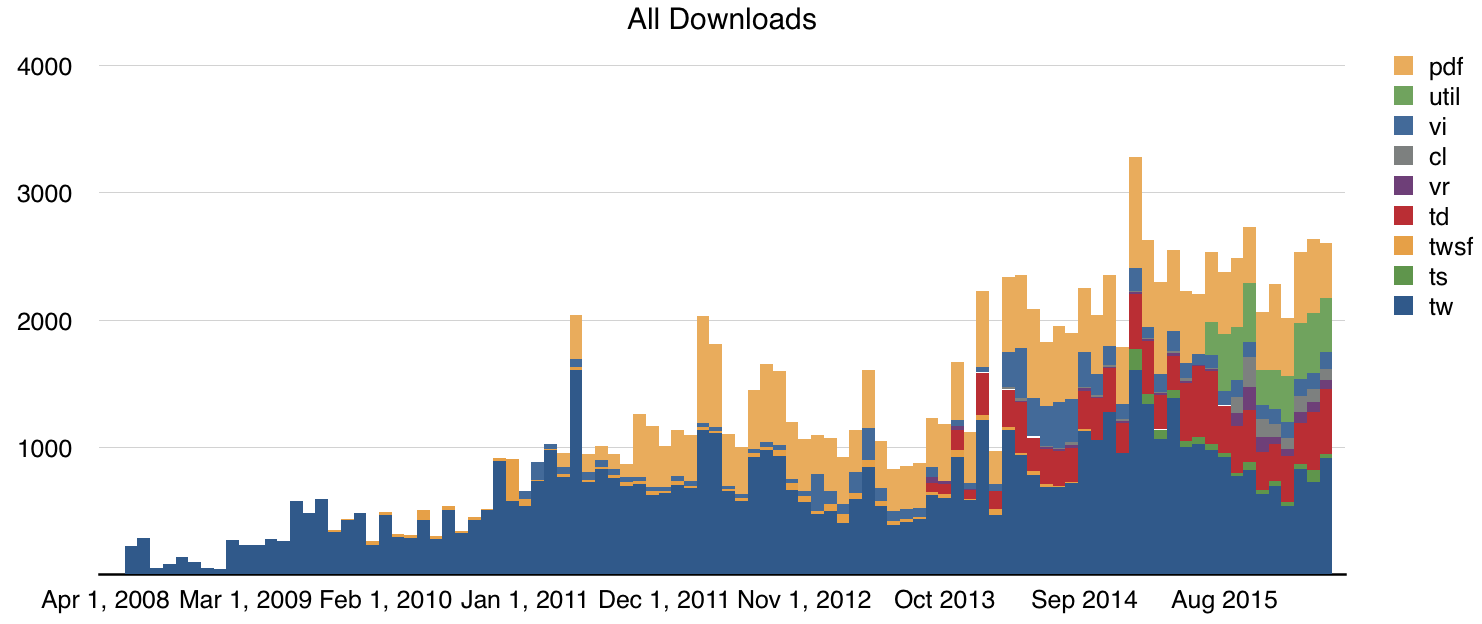 All Downloads
4000
3000
2000
1000
Apr 1, 2008 Mar 1, 2009 Feb 1, 2010 Jan 1, 2011 Dec 1, 2011 Nov 1, 2012 Oct 2013 Sep 2014 Aug 2015
pdf
util
vi
cl
vr
td
twsf
ts
tw